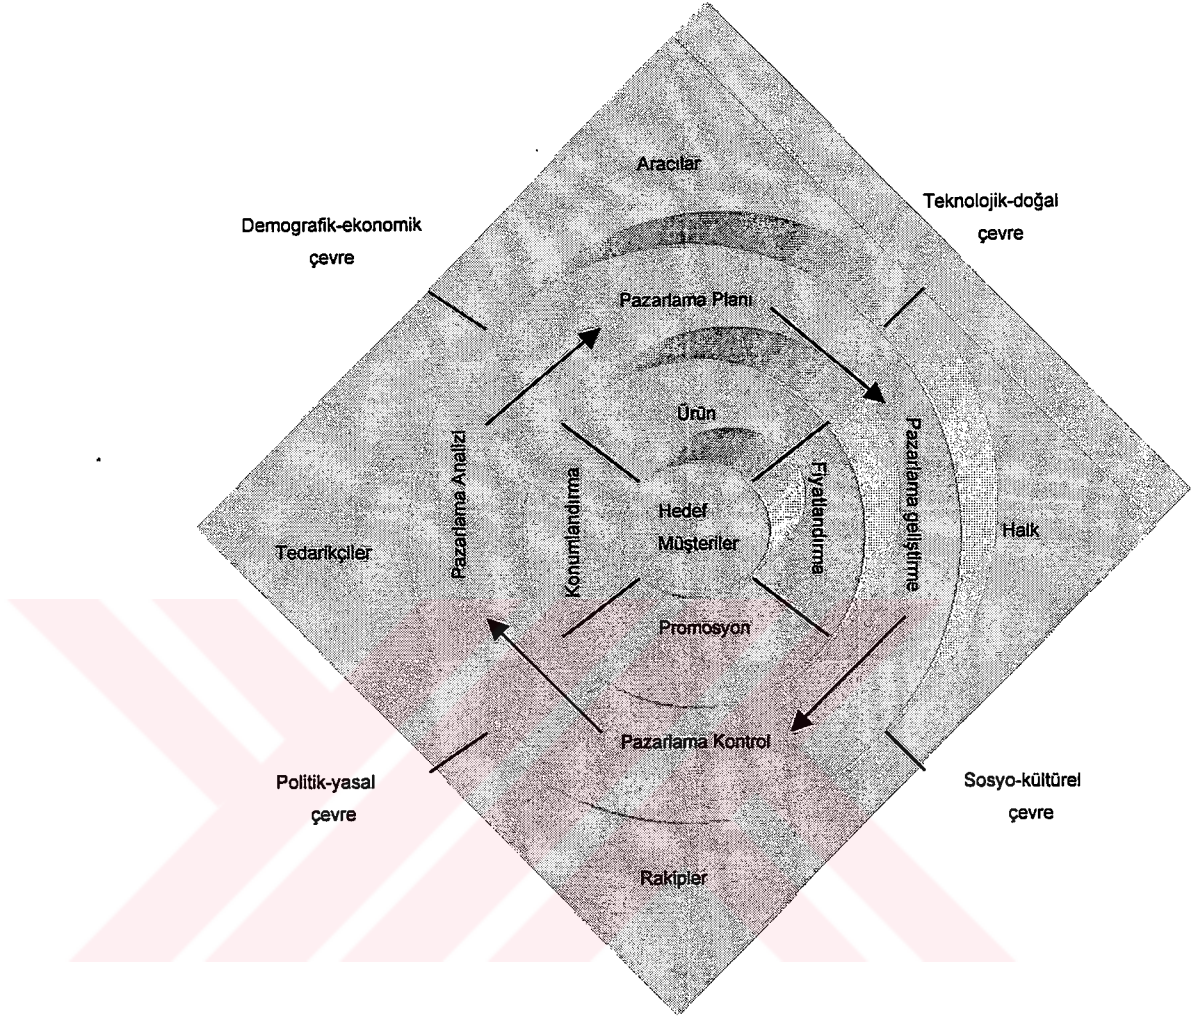 Aracılar
Teknolojik-doğal
çevre
Demografik-ekonomik
çevre
Pazarlama Planı
Ürün
Pazarlama Analizi
Konumlandırma
Hedef
Müşteriler
Fiyatlandırma
Pazarlama geliştirme
Halk
Tedarikçiler
Promosyon
Pazarlama Kontrol
Politik-yasal
çevre
Sosyo-kültürel
çevre
Rakipler